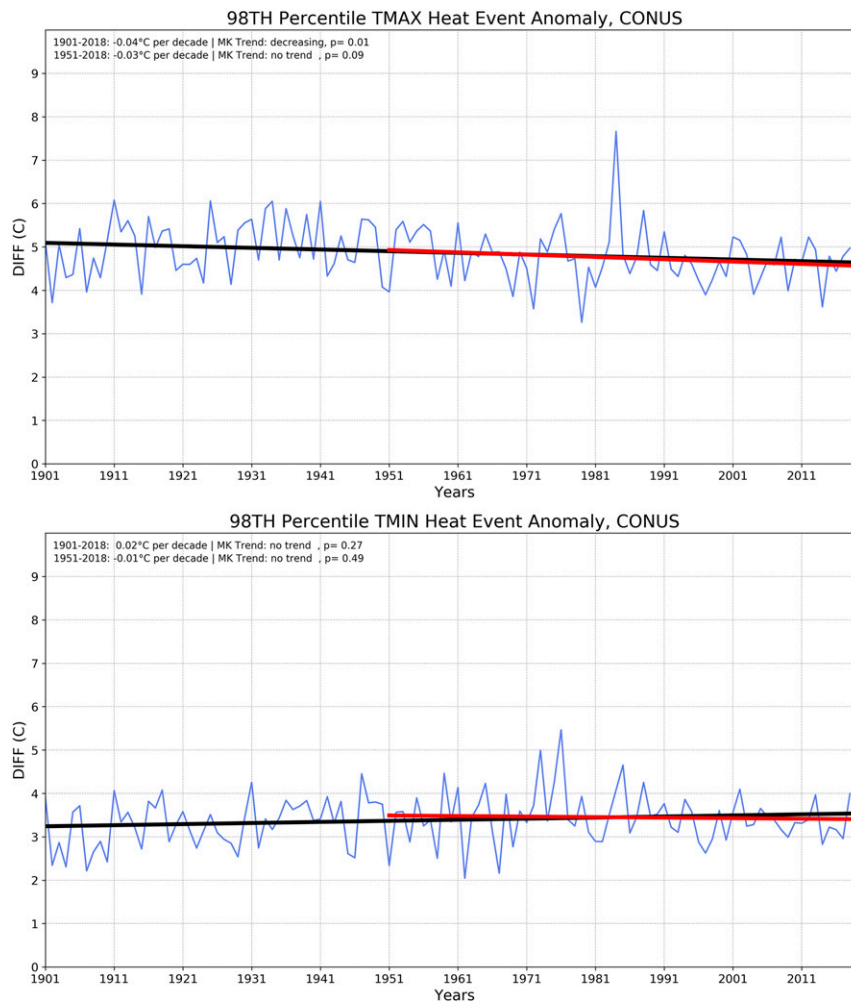 98TH Percentile TMAX Heat Event Anomaly, CONUS
1901-2018: -0.04°C per decade | MK Trend: decreasing, p= 0.01
1951-2018: -0.03°C per decade | MK Trend: no trend , p= 0.09
9
8
7
6
5
4
3
2
1
0
DIFF (C)
1901 1911 1921 1931 1941 1951 1961 1971 1981 1991 2001 2011
Years
98TH Percentile TMIN Heat Event Anomaly, CONUS
1901-2018: 0.02°C per decade | MK Trend: no trend , p= 0.27
1951-2018: -0.01°C per decade | MK Trend: no trend , p= 0.49
9
8
7
6
5
4
3
2
1
0
DIFF (C)
1901 1911 1921 1931 1941 1951 1961 1971 1981 1991 2001 2011
Years